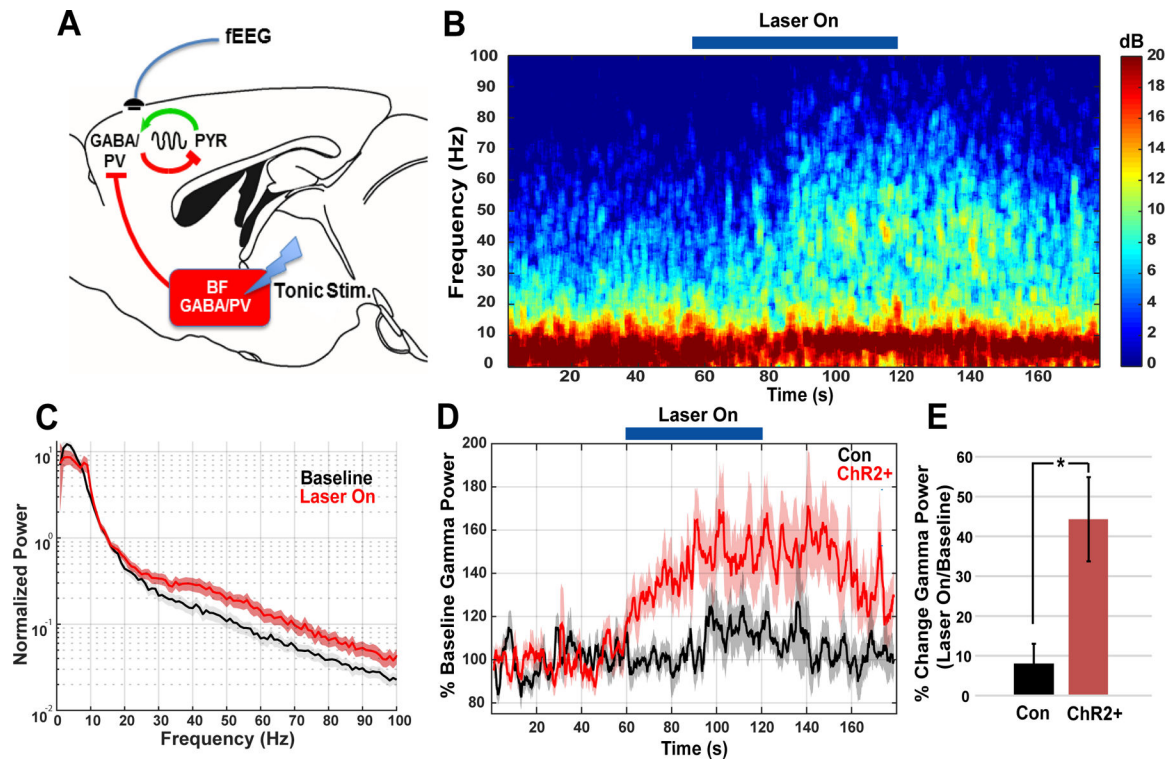 A
fEEG
GABA/
PV
PYR
BF
GABA/PV
Tonic Stim.
B
Laser On
dB
Frequency (Hz)
100
90
80
70
60
50
40
30
20
10
0
20 40 60 80 100 120 140 160
Time (s)
20
18
16
14
12
10
8
6
4
2
0
C
Normalized Power
10¹
10⁰
10⁻¹
10⁻²
Baseline
Laser On
0 10 20 30 40 50 60 70 80 90 100
Frequency (Hz)
D
Laser On
% Baseline Gamma Power
200
180
160
140
120
100
80
Con
ChR2+
20 40 60 80 100 120 140 160
Time (s)
E
% Change Gamma Power
(Laser On/Baseline)
60
50
40
30
20
10
0
*
Con ChR2+